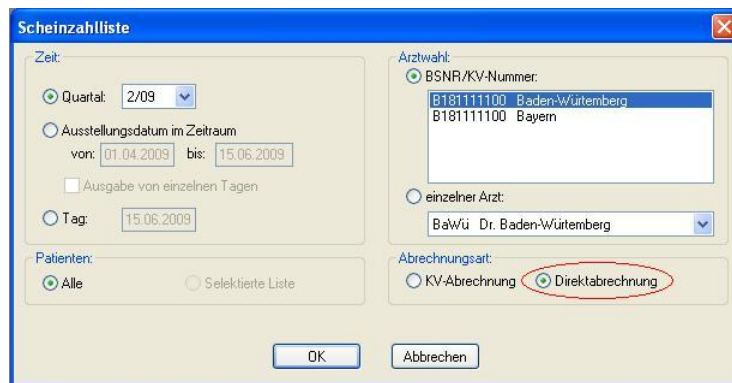 Scheinzahlliste
Zeit:
Quartal: 2/09
Ausstellungsdatum im Zeitraum
von: 01.04.2009 bis: 15.06.2009
Ausgabe von einzelnen Tagen
Tag: 15.06.2009
Arztwahl:
BSNR/KV-Nummer:
B181111100 Baden-Würtemberg
B181111100 Bayern
einzelner Arzt:
BaWü Dr. Baden-Würtemberg
Patienten:
Alle Selektierte Liste
Abrechnungsart:
KV-Abrechnung Direktabrechnung
OK Abbrechen